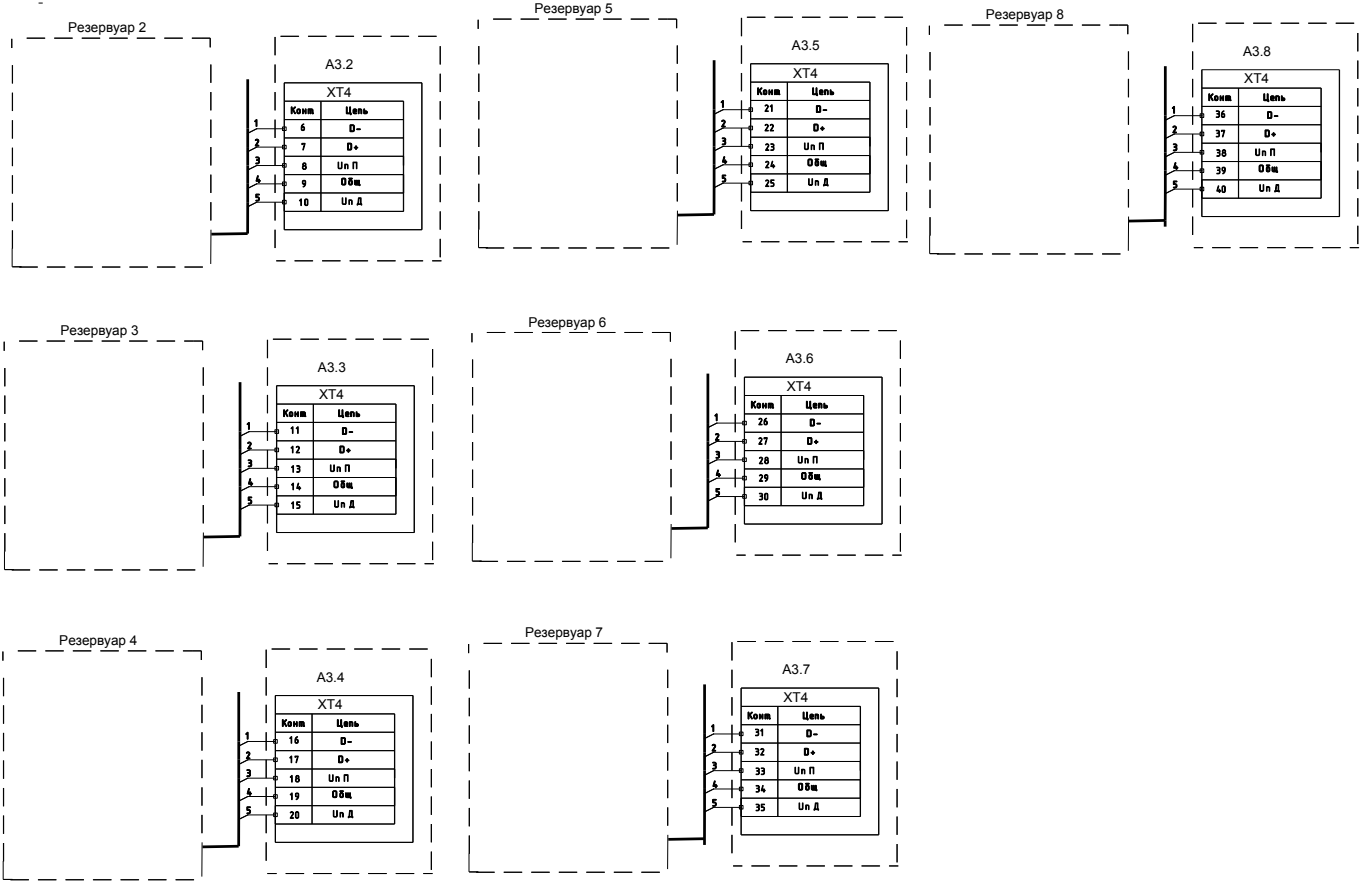 Резервуар 2
А3.2
XT4
Конт Цепь
1 6 D-
2 7 D+
3 8 Uп П
4 9 Общ
5 10 Uп Д
Резервуар 5
А3.5
XT4
Конт Цепь
1 21 D-
2 22 D+
3 23 Uп П
4 24 Общ
5 25 Uп Д
Резервуар 8
А3.8
XT4
Конт Цепь
1 36 D-
2 37 D+
3 38 Uп П
4 39 Общ
5 40 Uп Д
Резервуар 3
А3.3
XT4
Конт Цепь
1 11 D-
2 12 D+
3 13 Uп П
4 14 Общ
5 15 Uп Д
Резервуар 6
А3.6
XT4
Конт Цепь
1 26 D-
2 27 D+
3 28 Uп П
4 29 Общ
5 30 Uп Д
Резервуар 4
А3.4
XT4
Конт Цепь
1 16 D-
2 17 D+
3 18 Uп П
4 19 Общ
5 20 Uп Д
Резервуар 7
А3.7
XT4
Конт Цепь
1 31 D-
2 32 D+
3 33 Uп П
4 34 Общ
5 35 Uп Д